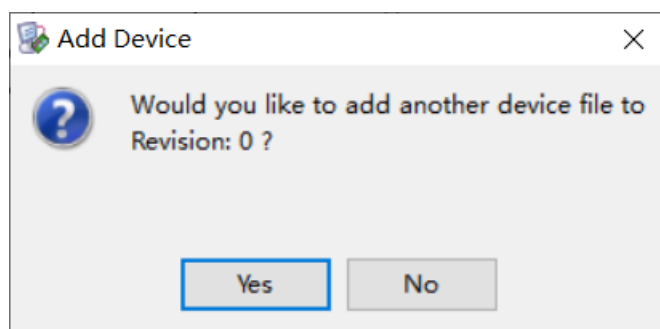 Add Device
Would you like to add another device file to
Revision: 0 ?
Yes
No